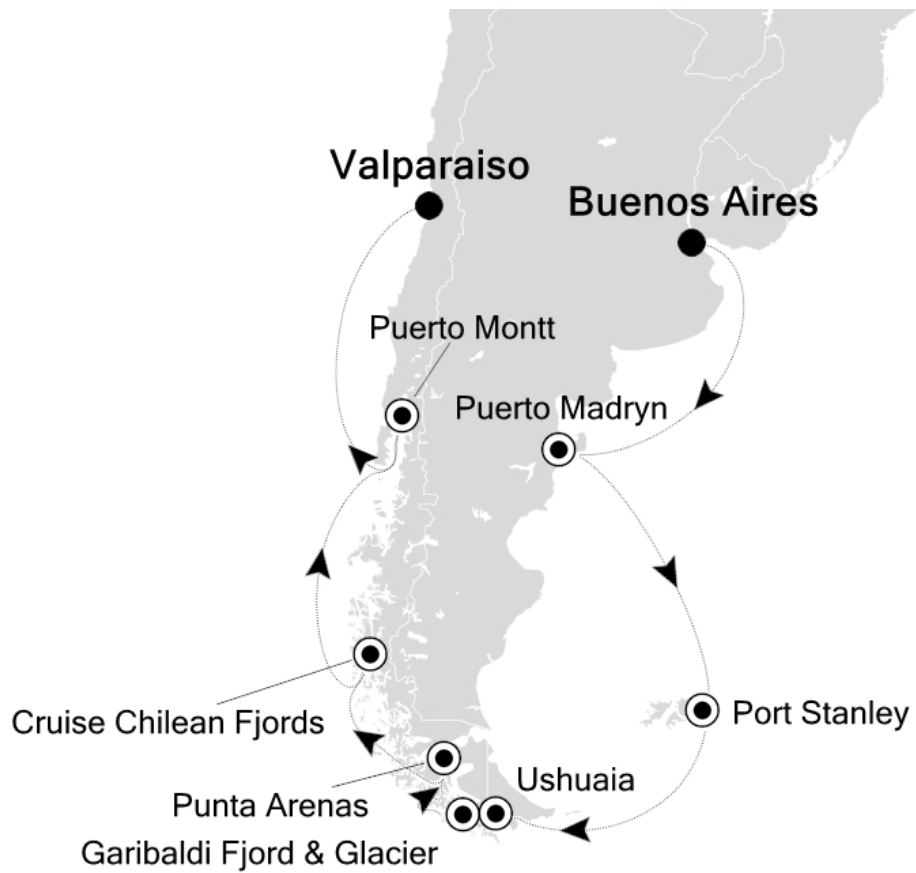 Valparaiso
Buenos Aires
Puerto Montt
Puerto Madryn
Cruise Chilean Fjords
Port Stanley
Ushuaia
Punta Arenas
Garibaldi Fjord & Glacier